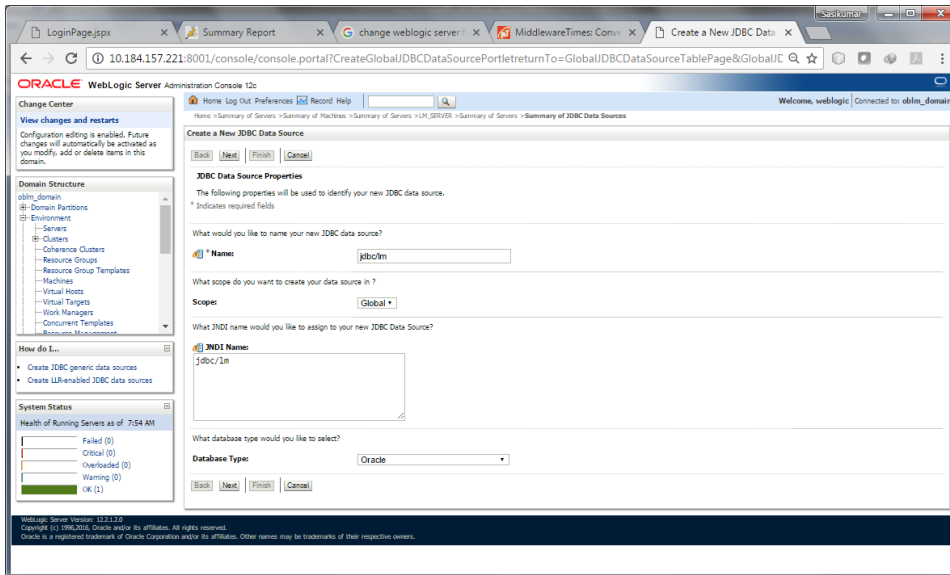 Sasikumar
LoginPage.jspx
Summary Report
change weblogic server f
MiddlewareTimes: Conve
Create a New JDBC Data
10.184.157.221:8001/console/console.portal?CreateGlobalJDBCDataSourcePortletreturnTo=GlobalJDBCDataSourceTablePage&GlobalJD
ORACLE WebLogic Server Administration Console 12c
Change Center
View changes and restarts
Configuration editing is enabled. Future
changes will automatically be activated as
you modify, add or delete items in this
domain.
Domain Structure
oblm_domain
Domain Partitions
Environment
Servers
Clusters
Coherence Clusters
Resource Groups
Resource Group Templates
Machines
Virtual Hosts
Virtual Targets
Work Managers
Concurrent Templates
Resource Management
How do I...
Create JDBC generic data sources
Create LLR-enabled JDBC data sources
System Status
Health of Running Servers as of 7:54 AM
Failed (0)
Critical (0)
Overloaded (0)
Warning (0)
OK (1)
Home Log Out Preferences Record Help
Welcome, weblogic Connected to: oblm_domain
Home >Summary of Servers >Summary of Machines >Summary of Servers >LM_SERVER >Summary of Servers >Summary of JDBC Data Sources
Create a New JDBC Data Source
Back Next Finish Cancel
JDBC Data Source Properties
The following properties will be used to identify your new JDBC data source.
* Indicates required fields
What would you like to name your new JDBC data source?
* Name: jdbc/lm
What scope do you want to create your data source in ?
Scope: Global
What JNDI name would you like to assign to your new JDBC Data Source?
JNDI Name:
jdbc/lm
What database type would you like to select?
Database Type: Oracle
Back Next Finish Cancel
WebLogic Server Version: 12.2.1.2.0
Copyright (c) 1996,2016, Oracle and/or its affiliates. All rights reserved.
Oracle is a registered trademark of Oracle Corporation and/or its affiliates. Other names may be trademarks of their respective owners.